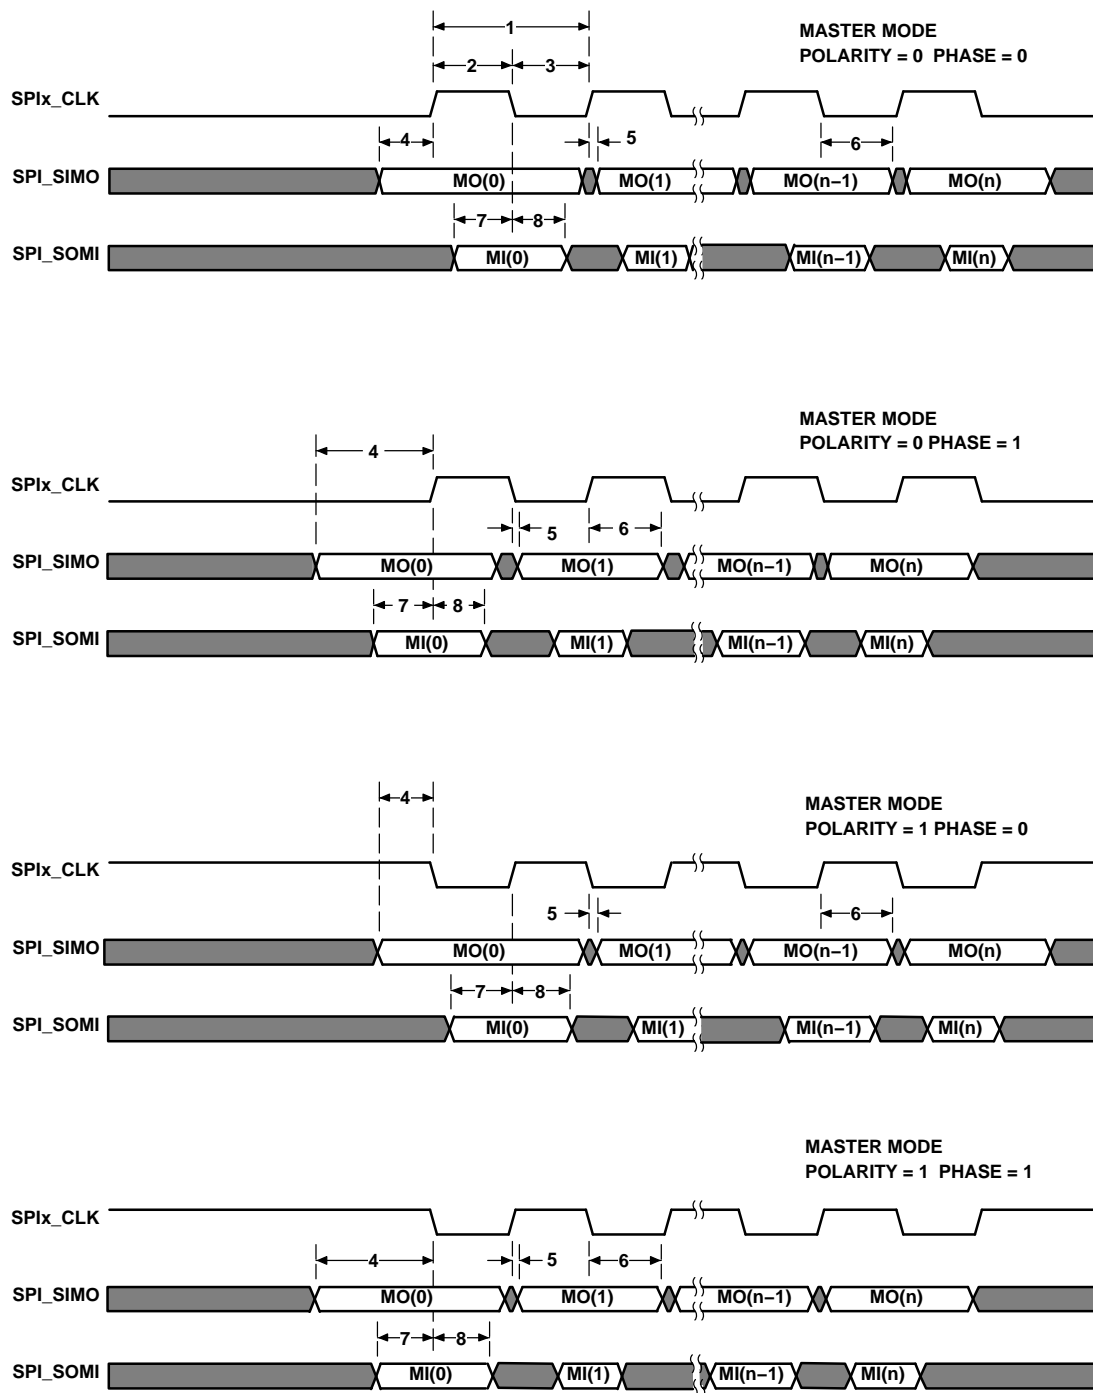 1
MASTER MODE
POLARITY = 0 PHASE = 0
2 3
SPIx_CLK
4 5 6
SPI_SIMO MO(0) MO(1) MO(n−1) MO(n)
7 8
SPI_SOMI MI(0) MI(1) MI(n−1) MI(n)
MASTER MODE
POLARITY = 0 PHASE = 1
4
SPIx_CLK
5 6
SPI_SIMO MO(0) MO(1) MO(n−1) MO(n)
7 8
SPI_SOMI MI(0) MI(1) MI(n−1) MI(n)
4
MASTER MODE
POLARITY = 1 PHASE = 0
SPIx_CLK
5 6
SPI_SIMO MO(0) MO(1) MO(n−1) MO(n)
7 8
SPI_SOMI MI(0) MI(1) MI(n−1) MI(n)
MASTER MODE
POLARITY = 1 PHASE = 1
SPIx_CLK
4 5 6
SPI_SIMO MO(0) MO(1) MO(n−1) MO(n)
7 8
SPI_SOMI MI(0) MI(1) MI(n−1) MI(n)